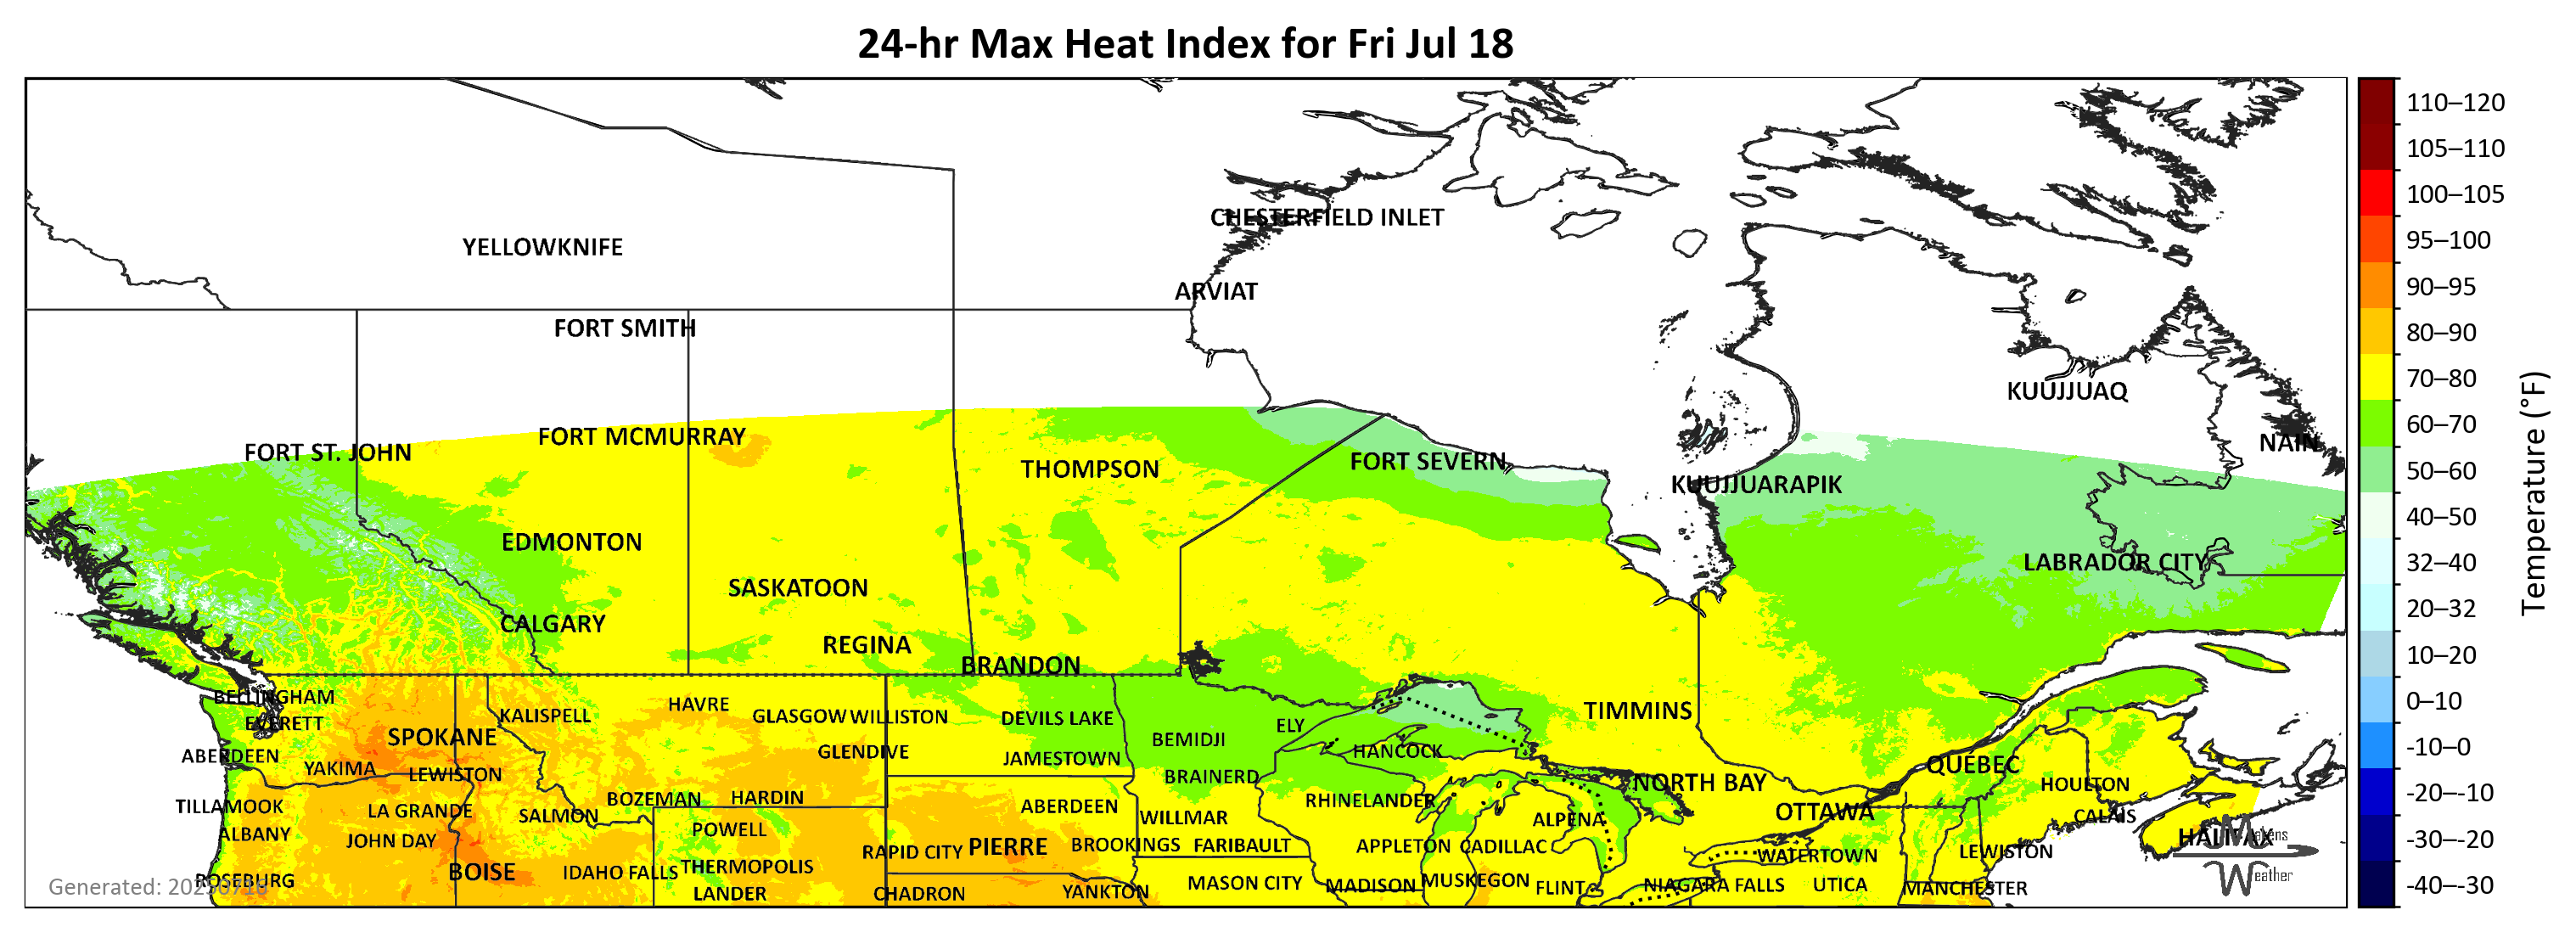 24-hr Max Heat Index for Fri Jul 18
CHESTERFIELD INLET
YELLOWKNIFE
ARVIAT
FORT SMITH
KUUJJUAQ
FORT MCMURRAY
NAIN
FORT ST. JOHN
FORT SEVERN
THOMPSON
KUUJJUARAPIK
EDMONTON
LABRADOR CITY
SASKATOON
CALGARY
REGINA
BRANDON
BELLINGHAM
HAVRE
TIMMINS
KALISPELL
GLASGOW
WILLISTON
DEVILS LAKE
EVERETT
ELY
SPOKANE
BEMIDJI
GLENDIVE
HANCOCK
ABERDEEN
JAMESTOWN
QUÉBEC
YAKIMA
LEWISTON
BRAINERD
NORTH BAY
HOULTON
BOZEMAN
HARDIN
RHINELANDER
TILLAMOOK
LA GRANDE
ABERDEEN
OTTAWA
SALMON
WILLMAR
ALPENA
CALAIS
ALBANY
POWELL
JOHN DAY
HALIFAX
RAPID CITY
PIERRE
BROOKINGS
FARIBAULT
APPLETON
CADILLAC
LEWISTON
WATERTOWN
BOISE
IDAHO FALLS
THERMOPOLIS
ROSEBURG
MASON CITY
MADISON
MUSKEGON
FLINT
NIAGARA FALLS
UTICA
MANCHESTER
LANDER
CHADRON
YANKTON
Weather
110–120
105–110
100–105
95–100
90–95
80–90
70–80
60–70
50–60
40–50
32–40
20–32
10–20
0–10
-10–0
-20–-10
-30–-20
-40–-30
Temperature (°F)